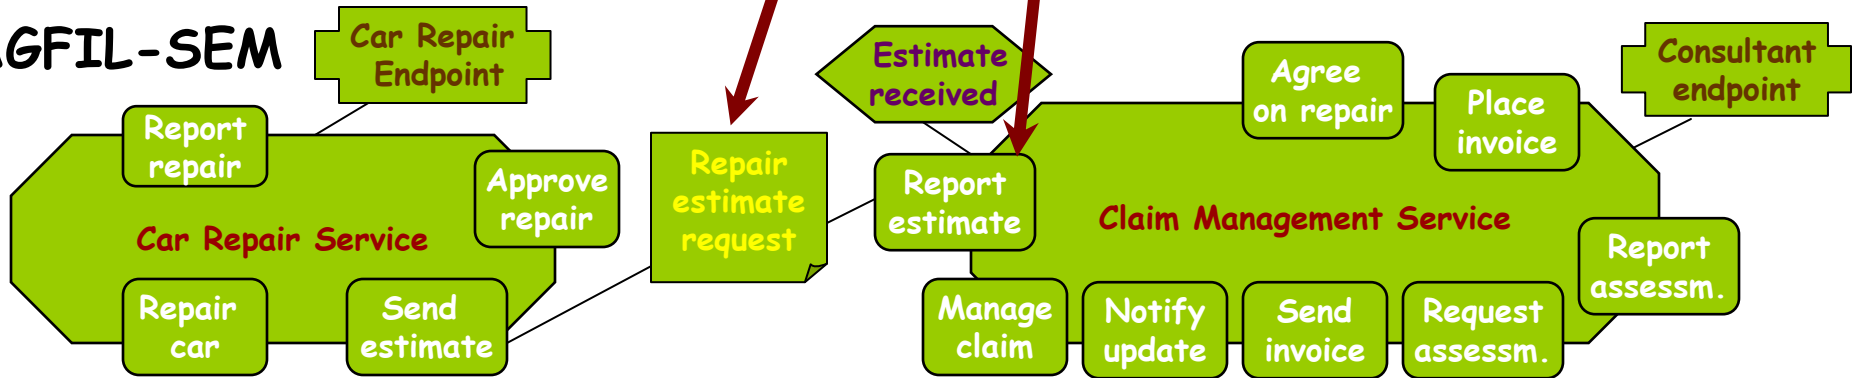 AGFIL-SEM
Car Repair
Endpoint
Report
repair
Approve
repair
Car Repair Service
Repair
car
Send
estimate
Repair
estimate
request
Estimate
received
Report
estimate
Agree
on repair
Place
invoice
Consultant
endpoint
Claim Management Service
Report
assessm.
Manage
claim
Notify
update
Send
invoice
Request
assessm.